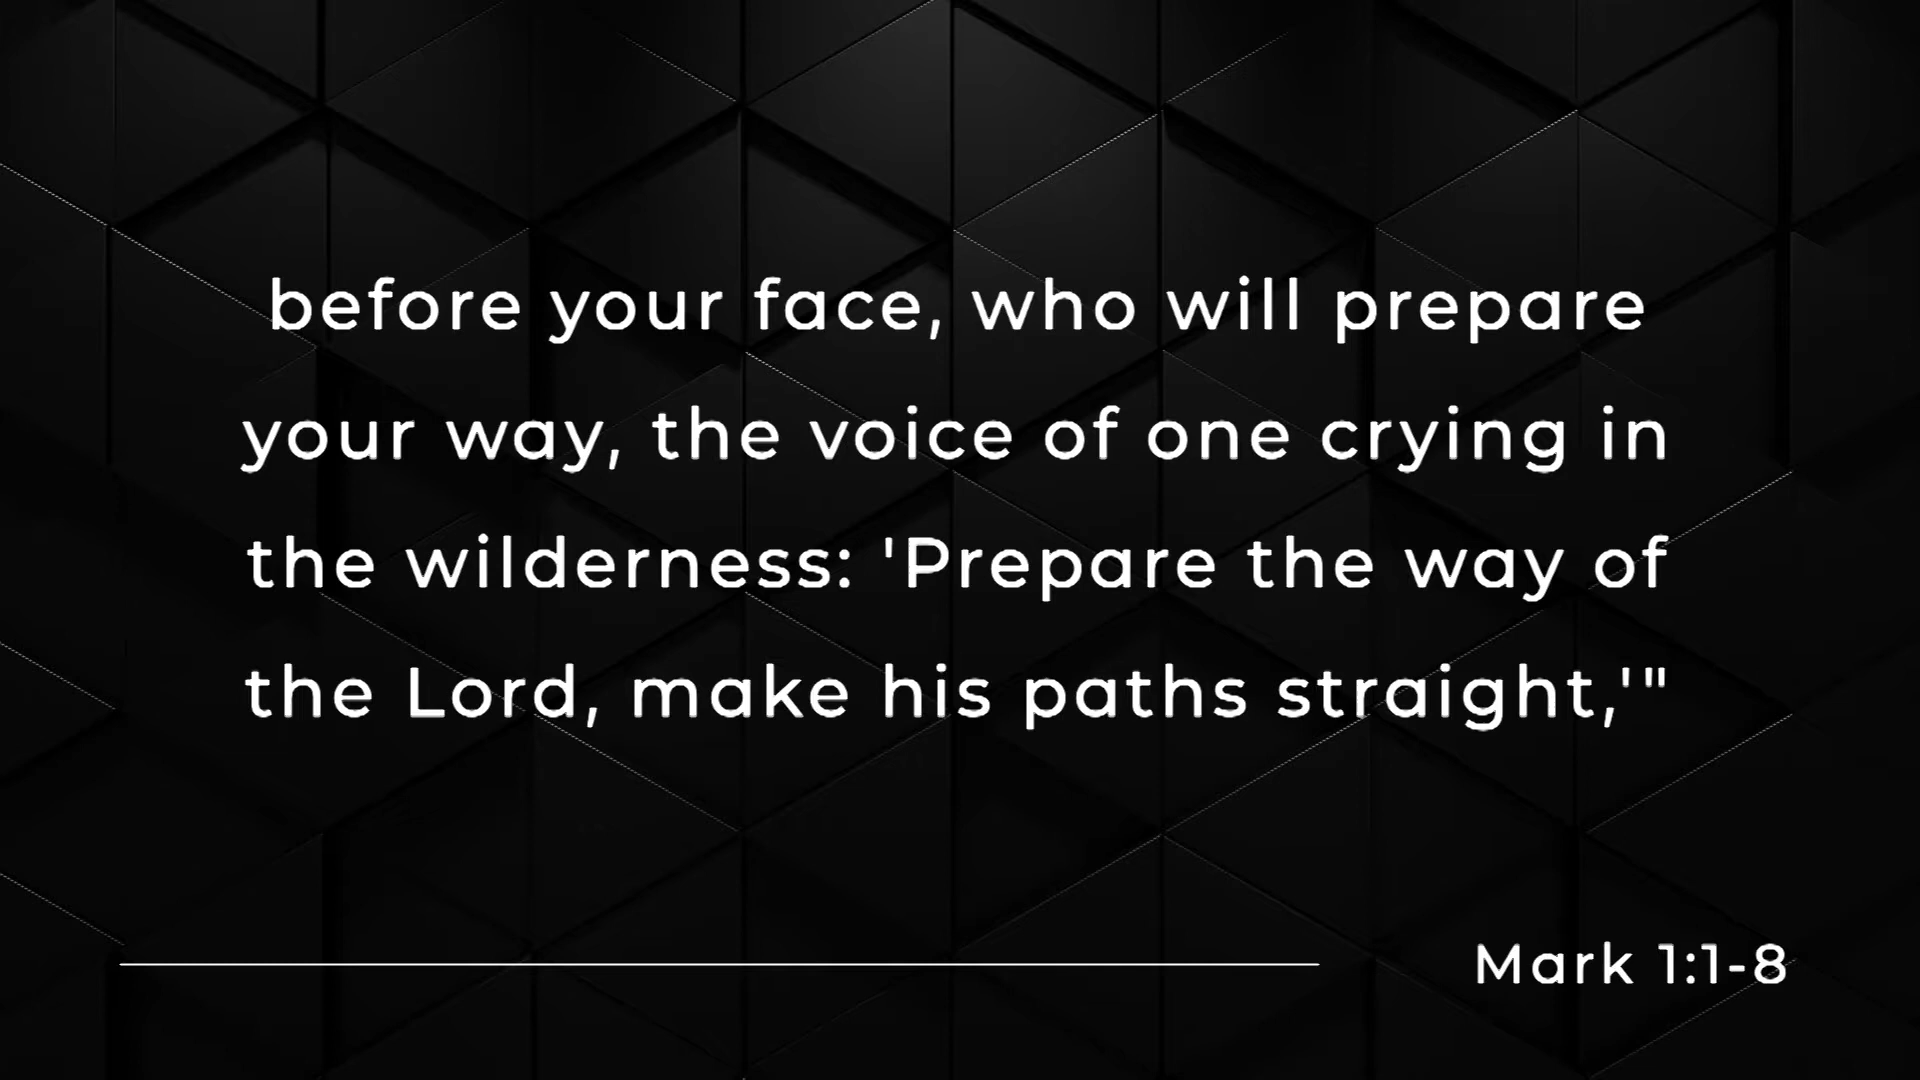 before your face, who will prepare
your way, the voice of one crying in
the wilderness: 'Prepare the way of
the Lord, make his paths straight,'"
Mark 1:1-8